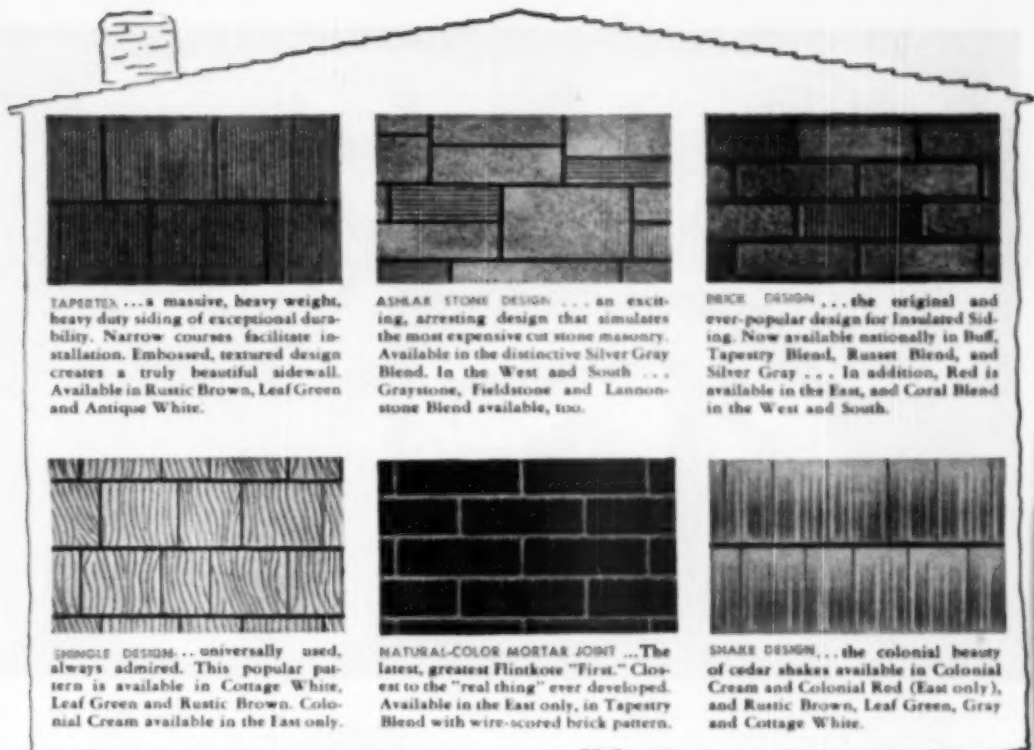 TAPERTEX ... a massive, heavy weight,
heavy duty siding of exceptional dura-
bility. Narrow courses facilitate in-
stallation. Embossed, textured design
creates a truly beautiful sidewall.
Available in Rustic Brown, Leaf Green
and Antique White.
ASHLAR STONE DESIGN ... an excit-
ing, arresting design that simulates
the most expensive cut stone masonry.
Available in the distinctive Silver Gray
Blend. In the West and South ...
Graystone, Fieldstone and Lannon-
stone Blend available, too.
BRICK DESIGN ... the original and
ever-popular design for Insulated Sid-
ing. Now available nationally in Buff,
Tapestry Blend, Russet Blend, and
Silver Gray ... In addition, Red is
available in the East, and Coral Blend
in the West and South.
SHINGLE DESIGN ... universally used,
always admired. This popular pat-
tern is available in Cottage White,
Leaf Green and Rustic Brown. Colo-
nial Cream available in the East only.
NATURAL-COLOR MORTAR JOINT ... The
latest, greatest Flintkote "First." Clos-
est to the "real thing" ever developed.
Available in the East only, in Tapestry
Blend with wire-scored brick pattern.
SHAKE DESIGN ... the colonial beauty
of cedar shakes available in Colonial
Cream and Colonial Red (East only),
and Rustic Brown, Leaf Green, Gray
and Cottage White.